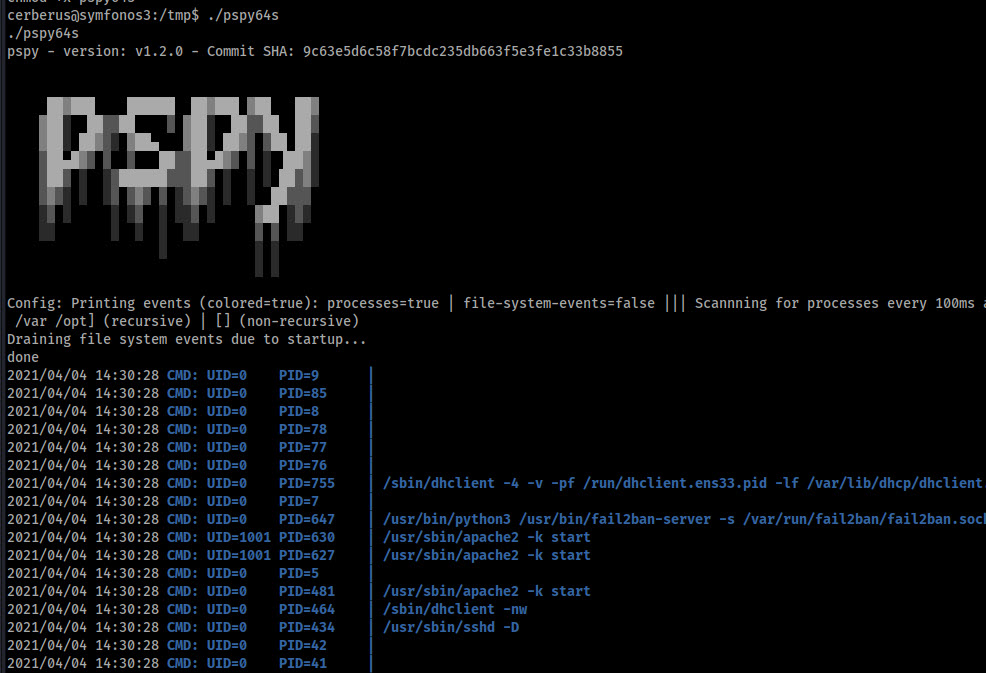 cerberus@symfonos3:/tmp$ ./pspy64s
./pspy64s
pspy - version: v1.2.0 - Commit SHA: 9c63e5d6c58f7bcdc235db663f5e3fe1c33b8855
PSPY
Config: Printing events (colored=true): processes=true | file-system-events=false ||| Scannning for processes every 100ms
/var /opt] (recursive) | [] (non-recursive)
Draining file system events due to startup...
done
2021/04/04 14:30:28 CMD: UID=0 PID=9 |
2021/04/04 14:30:28 CMD: UID=0 PID=85 |
2021/04/04 14:30:28 CMD: UID=0 PID=8 |
2021/04/04 14:30:28 CMD: UID=0 PID=78 |
2021/04/04 14:30:28 CMD: UID=0 PID=77 |
2021/04/04 14:30:28 CMD: UID=0 PID=76 |
2021/04/04 14:30:28 CMD: UID=0 PID=755 | /sbin/dhclient -4 -v -pf /run/dhclient.ens33.pid -lf /var/lib/dhcp/dhclient.
2021/04/04 14:30:28 CMD: UID=0 PID=7 |
2021/04/04 14:30:28 CMD: UID=0 PID=647 | /usr/bin/python3 /usr/bin/fail2ban-server -s /var/run/fail2ban/fail2ban.sock
2021/04/04 14:30:28 CMD: UID=1001 PID=630 | /usr/sbin/apache2 -k start
2021/04/04 14:30:28 CMD: UID=1001 PID=627 | /usr/sbin/apache2 -k start
2021/04/04 14:30:28 CMD: UID=0 PID=5 |
2021/04/04 14:30:28 CMD: UID=0 PID=481 | /usr/sbin/apache2 -k start
2021/04/04 14:30:28 CMD: UID=0 PID=464 | /sbin/dhclient -nw
2021/04/04 14:30:28 CMD: UID=0 PID=434 | /usr/sbin/sshd -D
2021/04/04 14:30:28 CMD: UID=0 PID=42 |
2021/04/04 14:30:28 CMD: UID=0 PID=41 |